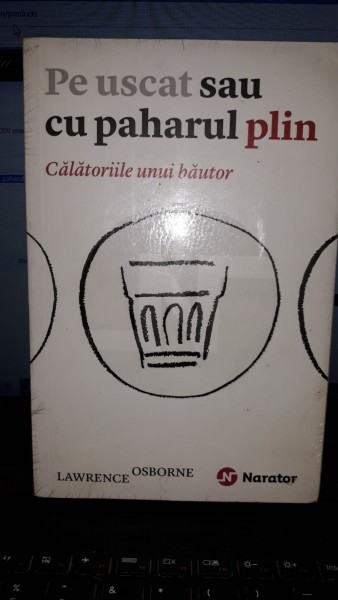 Pe uscat sau
cu paharul plin
Călătoriile unui băutor
LAWRENCE OSBORNE
Narator